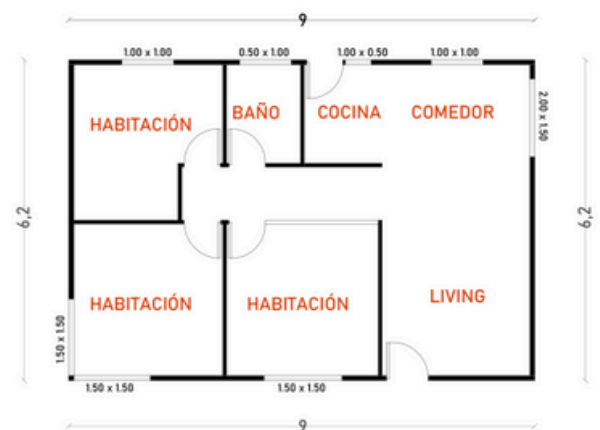 9
1.00 x 1.00
0.50 x 1.00
1.00 x 0.50
1.00 x 1.00
HABITACIÓN
BAÑO
COCINA
COMEDOR
2.00 x 1.50
6,2
6,2
HABITACIÓN
HABITACIÓN
LIVING
1.50 x 1.50
1.50 x 1.50
1.50 x 1.50
9